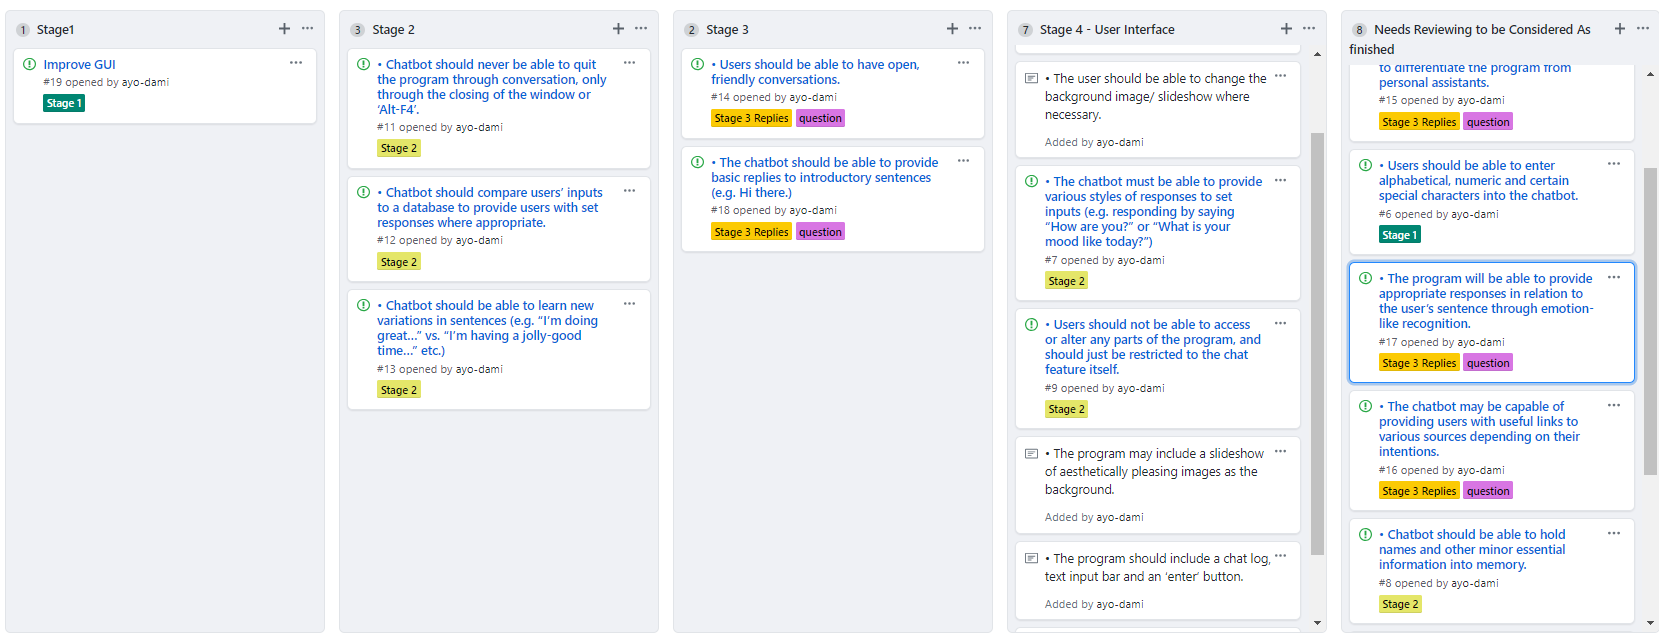 1 Stage1
Improve GUI
#19 opened by ayo-dami
Stage 1
3 Stage 2
• Chatbot should never be able to quit
the program through conversation, only
through the closing of the window or
‘Alt-F4’.
#11 opened by ayo-dami
Stage 2
• Chatbot should compare users’ inputs
to a database to provide users with set
responses where appropriate.
#12 opened by ayo-dami
Stage 2
• Chatbot should be able to learn new
variations in sentences (e.g. “I’m doing
great…” vs. “I’m having a jolly-good
time…” etc.)
#13 opened by ayo-dami
Stage 2
2 Stage 3
• Users should be able to have open,
friendly conversations.
#14 opened by ayo-dami
Stage 3 Replies question
• The chatbot should be able to provide
basic replies to introductory sentences
(e.g. Hi there.)
#18 opened by ayo-dami
Stage 3 Replies question
7 Stage 4 - User Interface
• The user should be able to change the
background image/ slideshow where
necessary.
Added by ayo-dami
• The chatbot must be able to provide
various styles of responses to set
inputs (e.g. responding by saying
“How are you?” or “What is your
mood like today?”)
#7 opened by ayo-dami
Stage 2
• Users should not be able to access
or alter any parts of the program, and
should just be restricted to the chat
feature itself.
#9 opened by ayo-dami
Stage 2
• The program may include a slideshow
of aesthetically pleasing images as the
background.
Added by ayo-dami
• The program should include a chat log,
text input bar and an ‘enter’ button.
Added by ayo-dami
8 Needs Reviewing to be Considered As
finished
to differentiate the program from
personal assistants.
#15 opened by ayo-dami
Stage 3 Replies question
• Users should be able to enter
alphabetical, numeric and certain
special characters into the chatbot.
#6 opened by ayo-dami
Stage 1
• The program will be able to provide
appropriate responses in relation to
the user’s sentence through emotion-
like recognition.
#17 opened by ayo-dami
Stage 3 Replies question
• The chatbot may be capable of
providing users with useful links to
various sources depending on their
intentions.
#16 opened by ayo-dami
Stage 3 Replies question
• Chatbot should be able to hold
names and other minor essential
information into memory.
#8 opened by ayo-dami
Stage 2